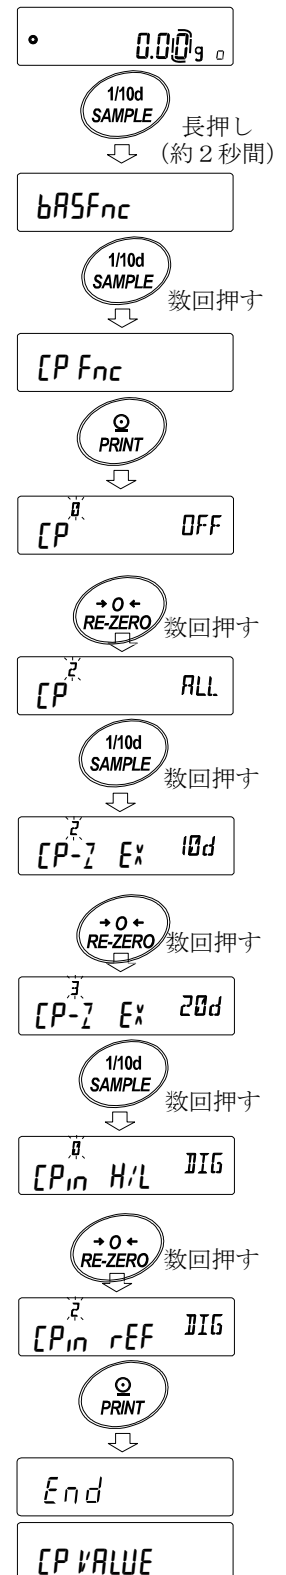 0.00g
1/10d
SAMPLE
長押し
(約2秒間)
bASFnc
1/10d
SAMPLE
数回押す
CP Fnc
PRINT
0
CP OFF
→0←
RE-ZERO
数回押す
2
CP ALL
1/10d
SAMPLE
数回押す
2
CP-Z Ex 10d
→0←
RE-ZERO
数回押す
3
CP-Z Ex 20d
1/10d
SAMPLE
数回押す
0
CPin H/L DIG
→0←
RE-ZERO
数回押す
2
CPin rEF DIG
PRINT
End
CP VALUE